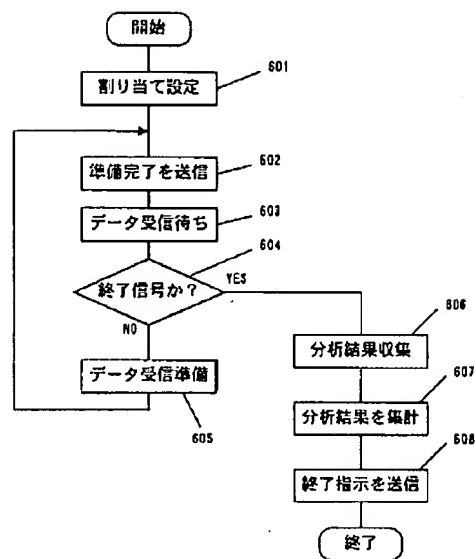 開始
601
割り当て設定
602
準備完了を送信
603
データ受信待ち
604
終了信号か?
YES
NO
データ受信準備
605
606
分析結果収集
607
分析結果を集計
608
終了指示を送信
終了